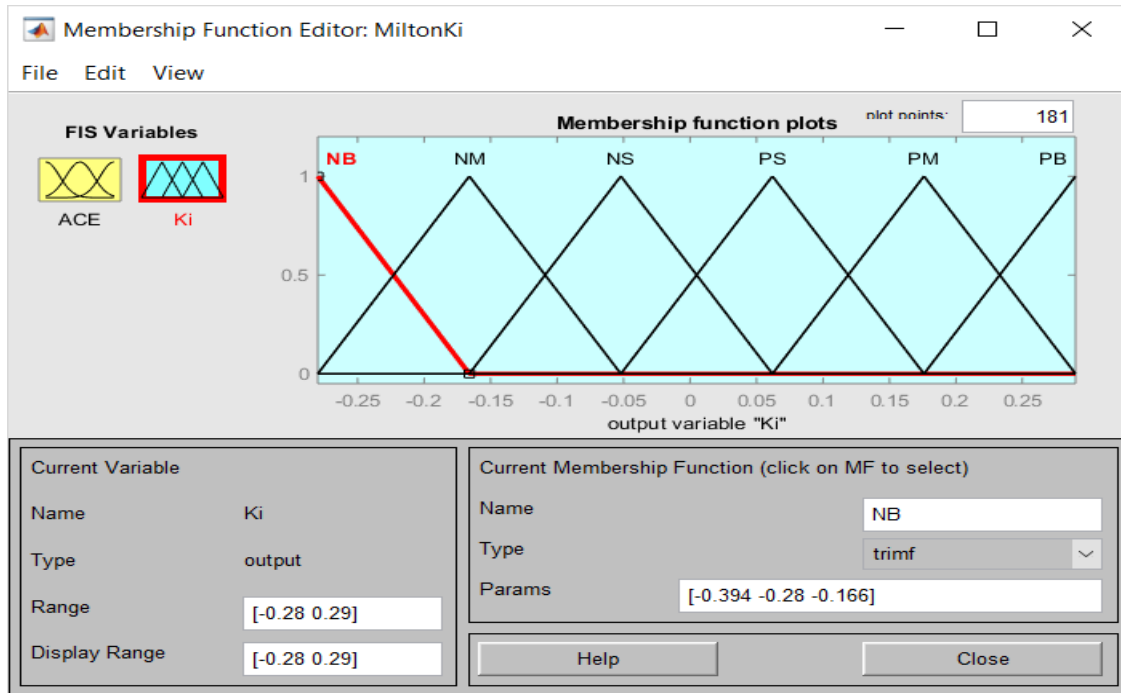 Membership Function Editor: MiltonKi
File Edit View
FIS Variables
ACE
Ki
Membership function plots
plot points:
181
NB NM NS PS PM PB
1
0.5
0
-0.25 -0.2 -0.15 -0.1 -0.05 0 0.05 0.1 0.15 0.2 0.25
output variable "Ki"
Current Variable
Name Ki
Type output
Range [-0.28 0.29]
Display Range [-0.28 0.29]
Current Membership Function (click on MF to select)
Name NB
Type trimf
Params [-0.394 -0.28 -0.166]
Help Close